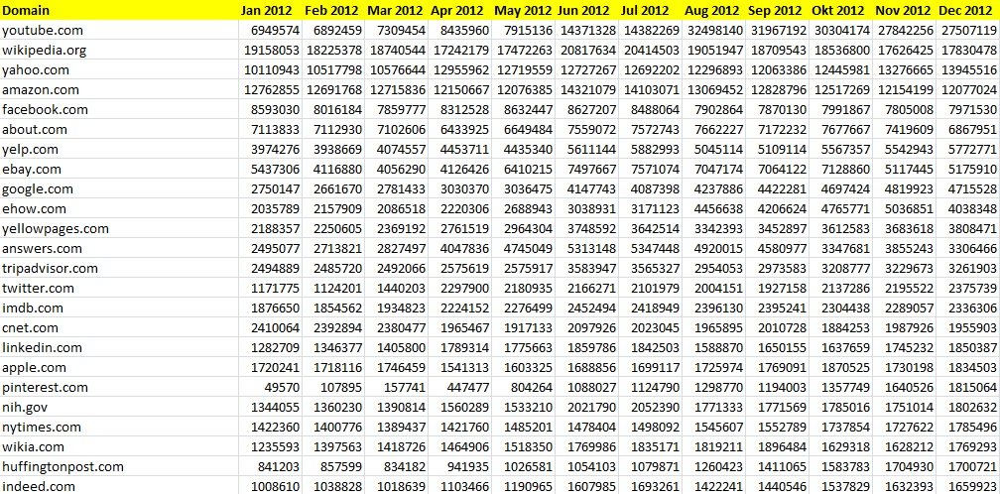 Domain Jan 2012 Feb 2012 Mar 2012 Apr 2012 May 2012 Jun 2012 Jul 2012 Aug 2012 Sep 2012 Okt 2012 Nov 2012 Dec 2012
youtube.com 6949574 6892459 7309454 8435960 7915136 14371328 14382269 32498140 31967192 30304174 27842256 27507119
wikipedia.org 19158053 18225378 18740544 17242179 17472263 20817634 20414503 19051947 18709543 18536800 17626425 17830478
yahoo.com 10110943 10517798 10576644 12955962 12719559 12727267 12692202 12296893 12063386 12445981 13276665 13945516
amazon.com 12762855 12691768 12715836 12150667 12076385 14321079 14103071 13069452 12828796 12517269 12154199 12077024
facebook.com 8593030 8016184 7859777 8312528 8632447 8627207 8488064 7902864 7870130 7991867 7805008 7971530
about.com 7113833 7112930 7102606 6433925 6649484 7559072 7572743 7662227 7172232 7677667 7419609 6867951
yelp.com 3974276 3938669 4074557 4453711 4435340 5611144 5882993 5045114 5109114 5567357 5542943 5772771
ebay.com 5437306 4116880 4056290 4126426 6410215 7497667 7571074 7047174 7064122 7128860 5117445 5175910
google.com 2750147 2661670 2781433 3030370 3036475 4147743 4087398 4237886 4422281 4697424 4819923 4715528
ehow.com 2035789 2157909 2086518 2220306 2688943 3038931 3171123 4456638 4206624 4765771 5036851 4038348
yellowpages.com 2188357 2250605 2369192 2761519 2964304 3748592 3642514 3342393 3452897 3612583 3683618 3808471
answers.com 2495077 2713821 2827497 4047836 4745049 5313148 5347448 4920015 4580977 3347681 3855243 3306466
tripadvisor.com 2494889 2485720 2492066 2575619 2575917 3583947 3565327 2954053 2973583 3208777 3229673 3261903
twitter.com 1171775 1124201 1440203 2297900 2180935 2166271 2101979 2004151 1927158 2137286 2195522 2375739
imdb.com 1876650 1854562 1934823 2224152 2276499 2452494 2418949 2396130 2395241 2304438 2289057 2336306
cnet.com 2410064 2392894 2380477 1965467 1917133 2097926 2023045 1965895 2010728 1884253 1987926 1955903
linkedin.com 1282709 1346377 1405800 1789314 1775663 1859786 1842503 1588870 1650155 1637659 1745232 1850387
apple.com 1720241 1718116 1746459 1541313 1603325 1688856 1699117 1725974 1769091 1870525 1730198 1834503
pinterest.com 49570 107895 157741 447477 804264 1088027 1124790 1298770 1194003 1357749 1640526 1815064
nih.gov 1344055 1360230 1390814 1560289 1533210 2021790 2052390 1771333 1771569 1785016 1751014 1802632
nytimes.com 1422360 1400776 1389437 1421760 1485201 1478404 1498092 1545607 1552789 1737854 1727622 1785496
wikia.com 1235593 1397563 1418726 1464906 1518350 1769986 1835171 1819211 1896484 1629318 1628212 1769293
huffingtonpost.com 841203 857599 834182 941935 1026581 1054103 1079871 1260423 1411065 1583783 1704930 1700721
indeed.com 1008610 1038828 1018639 1103466 1190965 1607985 1693261 1422241 1440546 1537829 1632393 1659923